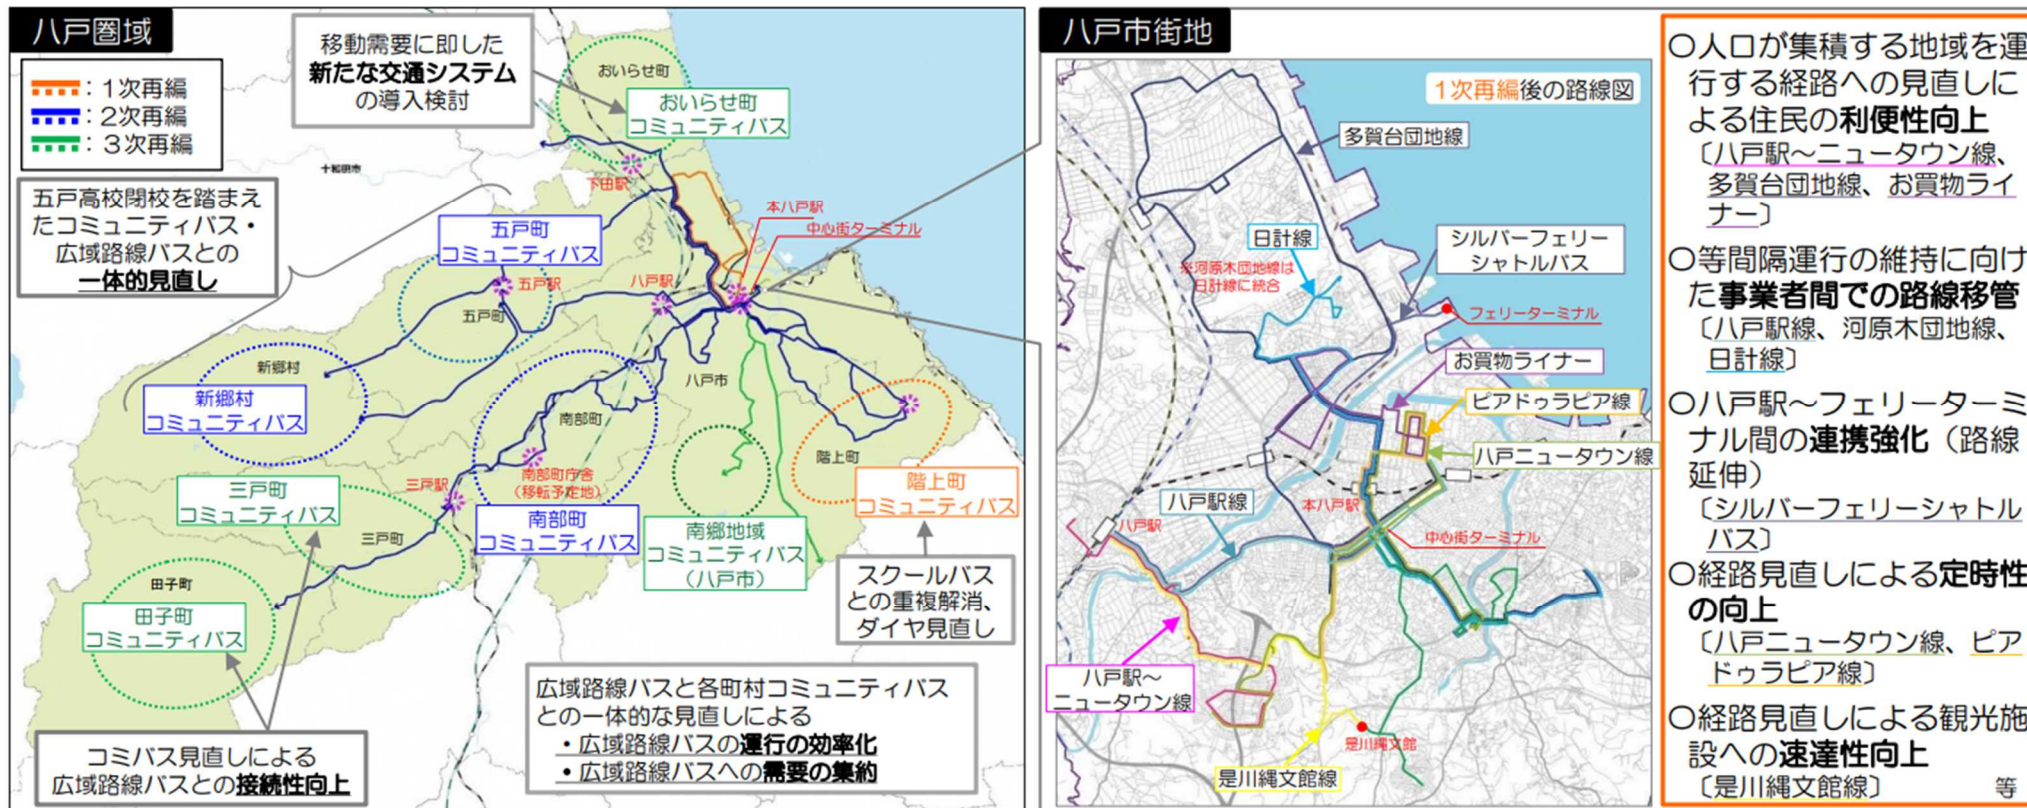 八戸圏域
：１次再編
：２次再編
：３次再編
移動需要に即した
新たな交通システム
の導入検討
おいらせ町
おいらせ町
コミュニティバス
十和田市
下田駅
五戸高校閉校を踏まえ
たコミュニティバス・
広域路線バスとの
一体的見直し
五戸町
コミュニティバス
本八戸駅
中心街ターミナル
五戸駅
八戸駅
五戸町
新郷村
新郷村
コミュニティバス
八戸市
南部町
階上町
階上町
コミュニティバス
三戸駅
南部町庁舎
（移転予定地）
三戸町
コミュニティバス
南部町
コミュニティバス
南郷地域
コミュニティバス
（八戸市）
三戸町
田子町
田子町
コミュニティバス
スクールバス
との重複解消、
ダイヤ見直し
コミバス見直しによる
広域路線バスとの接続性向上
広域路線バスと各町村コミュニティバス
との一体的な見直しによる
・広域路線バスの運行の効率化
・広域路線バスへの需要の集約
八戸市街地
１次再編後の路線図
多賀台団地線
日計線
※河原木団地線は
日計線に統合
シルバーフェリー
シャトルバス
フェリーターミナル
お買物ライナー
ピアドゥラピア線
八戸ニュータウン線
八戸駅線
本八戸駅
八戸駅
中心街ターミナル
八戸駅～
ニュータウン線
是川縄文館
是川縄文館線
〇人口が集積する地域を運
行する経路への見直しに
よる住民の利便性向上
〔八戸駅～ニュータウン線、
多賀台団地線、お買物ライ
ナー〕
〇等間隔運行の維持に向け
た事業者間での路線移管
〔八戸駅線、河原木団地線、
日計線〕
〇八戸駅～フェリーターミ
ナル間の連携強化（路線
延伸）
〔シルバーフェリーシャトル
バス〕
〇経路見直しによる定時性
の向上
〔八戸ニュータウン線、ピア
ドゥラピア線〕
〇経路見直しによる観光施
設への速達性向上
〔是川縄文館線〕 等